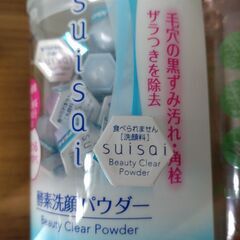 suisai
毛穴の黒ずみ汚れ・角栓
ザラつきを除去
食べられません
[洗顔料]
suisai
Beauty Clear
Powder
酵素洗顔パウダー
Beauty Clear Powder